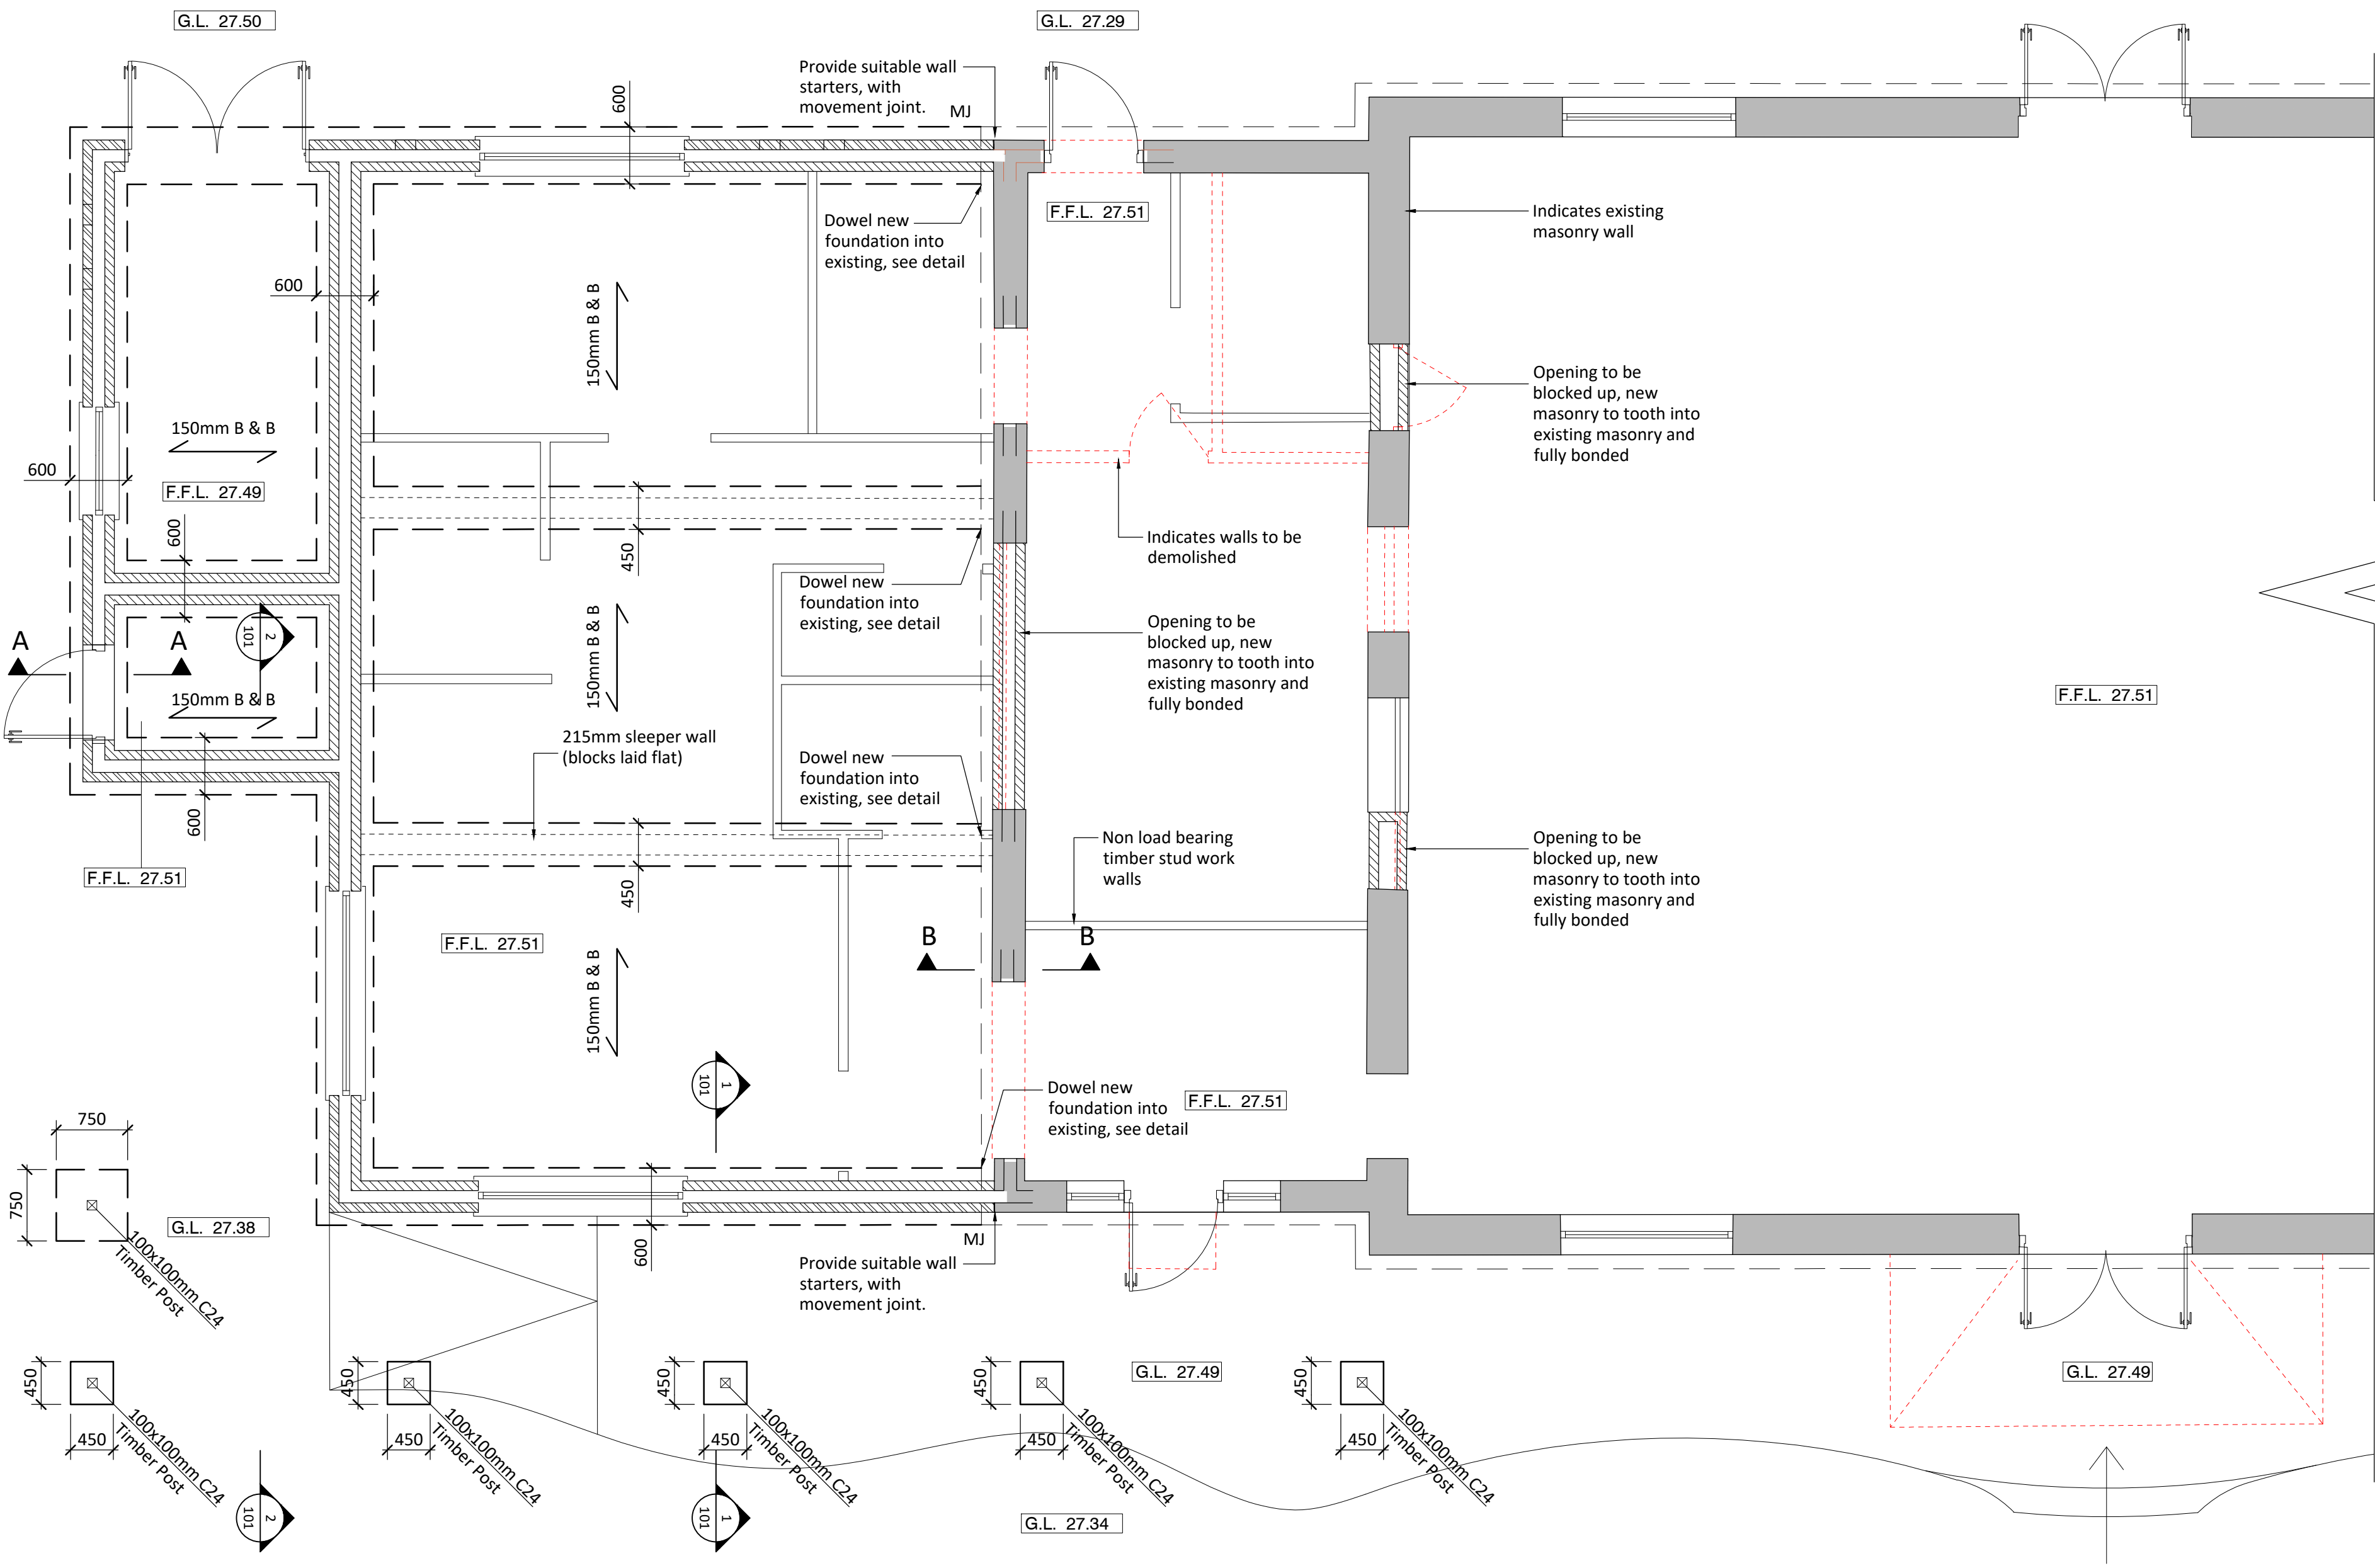 G.L. 27.50
G.L. 27.29
Provide suitable wall
starters, with
movement joint.
MJ
600
Dowel new
foundation into
existing, see detail
F.F.L. 27.51
Indicates existing
masonry wall
600
150mm B & B
Opening to be
blocked up, new
masonry to tooth into
existing masonry and
fully bonded
150mm B & B
600
F.F.L. 27.49
600
450
Indicates walls to be
demolished
Dowel new
foundation into
existing, see detail
A
A
2
101
150mm B & B
150mm B & B
Opening to be
blocked up, new
masonry to tooth into
existing masonry and
fully bonded
F.F.L. 27.51
215mm sleeper wall
(blocks laid flat)
Dowel new
foundation into
existing, see detail
600
F.F.L. 27.51
450
Non load bearing
timber stud work
walls
Opening to be
blocked up, new
masonry to tooth into
existing masonry and
fully bonded
F.F.L. 27.51
B
B
150mm B & B
1
101
Dowel new
foundation into
existing, see detail
F.F.L. 27.51
750
750
G.L. 27.38
100x100mm C24
Timber Post
600
MJ
Provide suitable wall
starters, with
movement joint.
450
450
100x100mm C24
Timber Post
450
450
100x100mm C24
Timber Post
450
450
100x100mm C24
Timber Post
450
450
100x100mm C24
Timber Post
G.L. 27.49
450
450
100x100mm C24
Timber Post
G.L. 27.49
2
101
1
101
G.L. 27.34